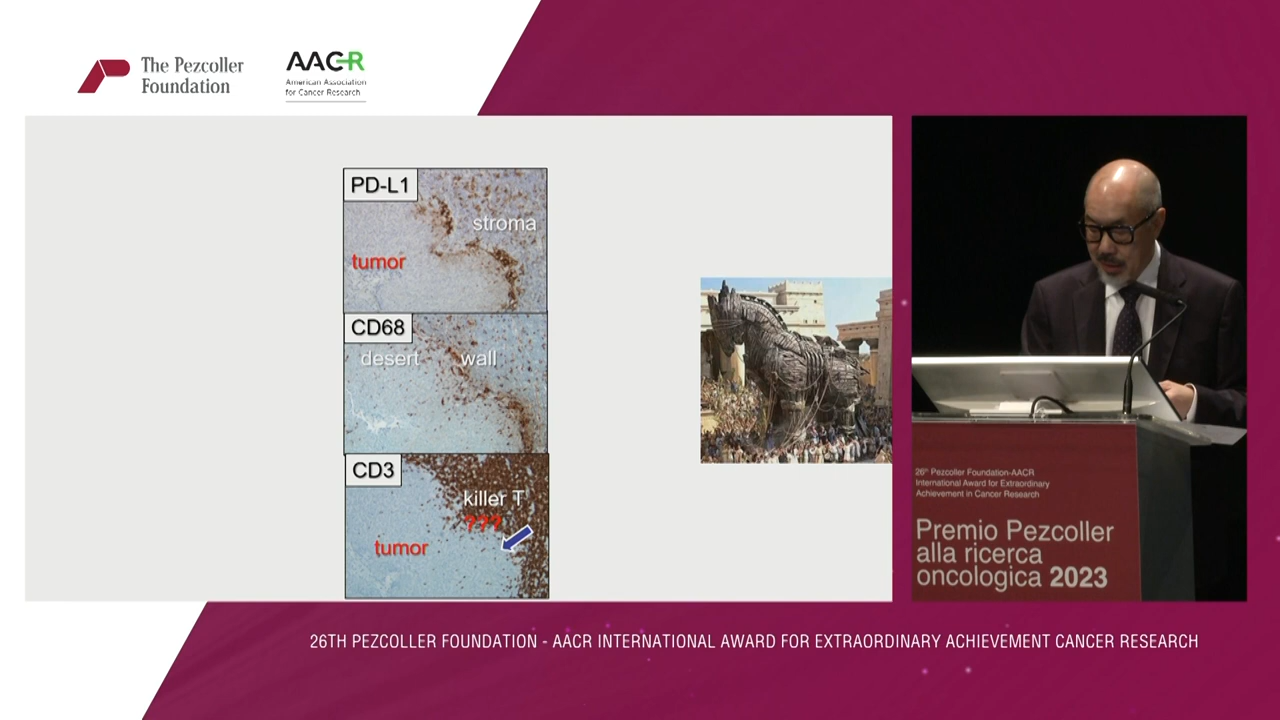 The Pezcoller
Foundation
AACR
American Association
for Cancer Research
PD-L1
stroma
tumor
CD68
desert wall
CD3
killer T
???
tumor
26th Pezcoller Foundation-AACR
International Award for Extraordinary
Achievement in Cancer Research
Premio Pezcoller
alla ricerca
oncologica 2023
26TH PEZCOLLER FOUNDATION - AACR INTERNATIONAL AWARD FOR EXTRAORDINARY ACHIEVEMENT CANCER RESEARCH